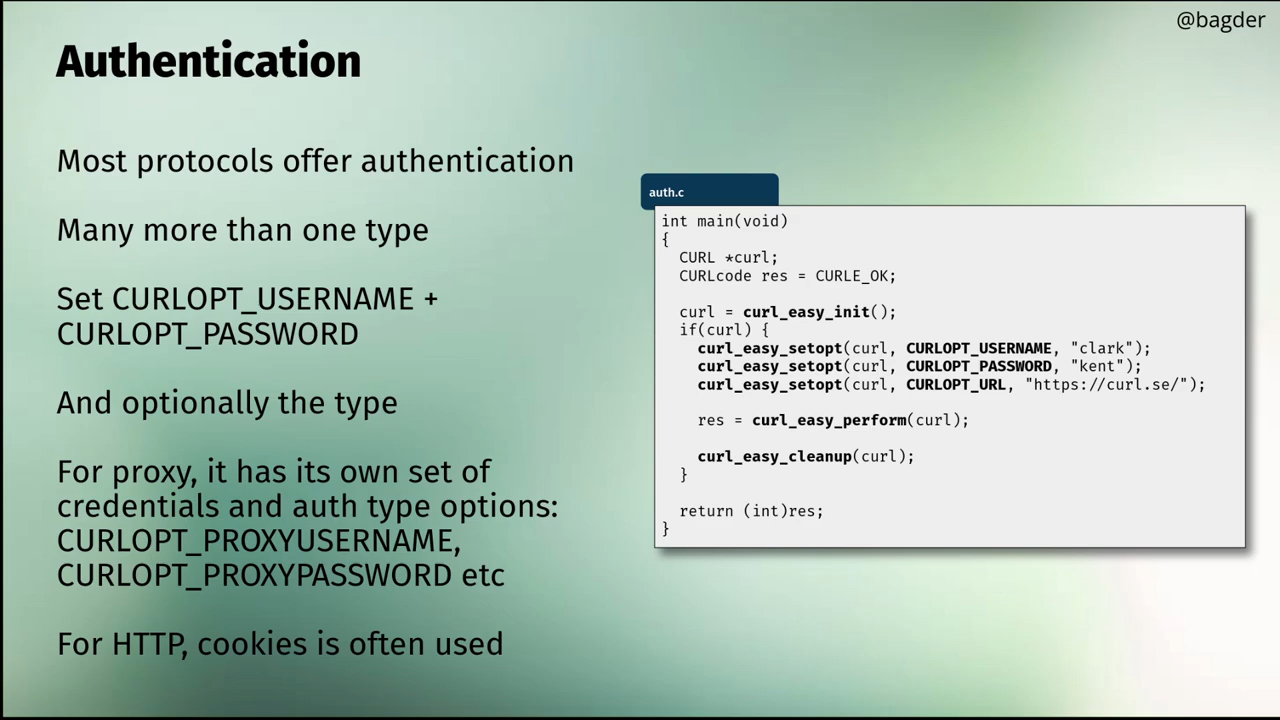 @bagder
Authentication
Most protocols offer authentication
Many more than one type
Set CURLOPT_USERNAME +
CURLOPT_PASSWORD
And optionally the type
For proxy, it has its own set of
credentials and auth type options:
CURLOPT_PROXYUSERNAME,
CURLOPT_PROXYPASSWORD etc
For HTTP, cookies is often used
auth.c
int main(void)
{
  CURL *curl;
  CURLcode res = CURLE_OK;
  curl = curl_easy_init();
  if(curl) {
    curl_easy_setopt(curl, CURLOPT_USERNAME, "clark");
    curl_easy_setopt(curl, CURLOPT_PASSWORD, "kent");
    curl_easy_setopt(curl, CURLOPT_URL, "https://curl.se/");
    res = curl_easy_perform(curl);
    curl_easy_cleanup(curl);
  }
  return (int)res;
}